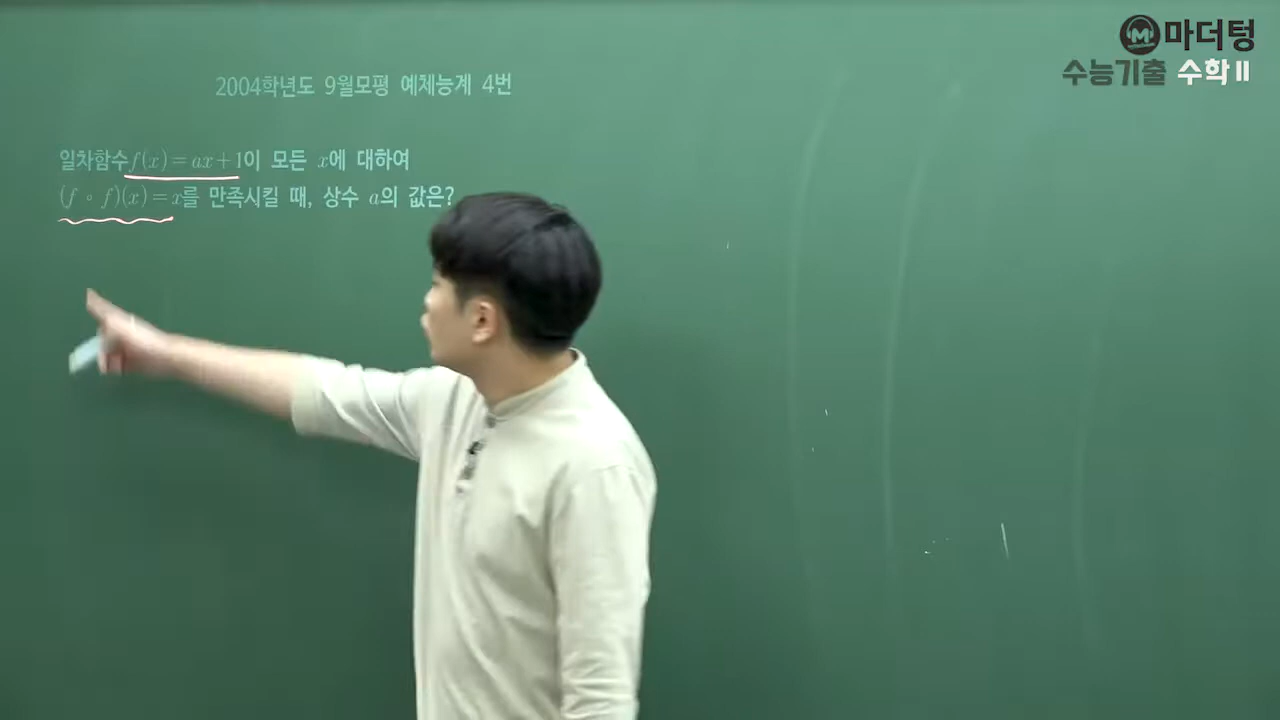 마더텅
수능기출 수학 II
2004학년도 9월모평 예체능계 4번
일차함수 f(x)=ax+1이 모든 x에 대하여
(f∘f)(x)=x를 만족시킬 때, 상수 a의 값은?